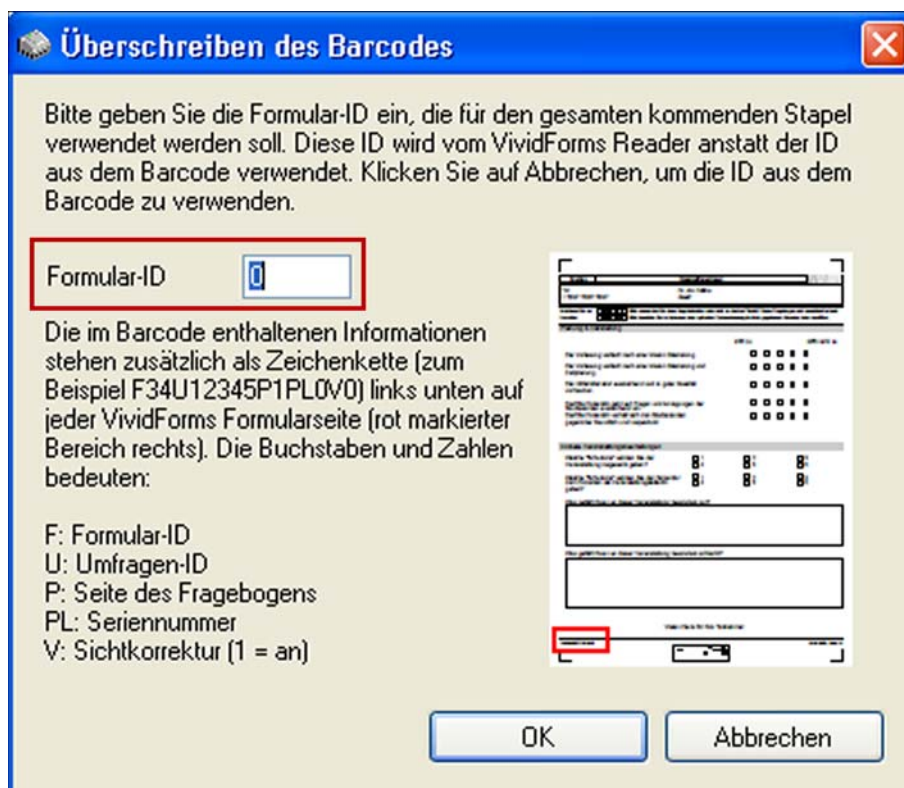 Überschreiben des Barcodes
Bitte geben Sie die Formular-ID ein, die für den gesamten kommenden Stapel
verwendet werden soll. Diese ID wird vom VividForms Reader anstatt der ID
aus dem Barcode verwendet. Klicken Sie auf Abbrechen, um die ID aus dem
Barcode zu verwenden.
Formular-ID 0
Die im Barcode enthaltenen Informationen
stehen zusätzlich als Zeichenkette (zum
Beispiel F34U12345P1PL0V0) links unten auf
jeder VividForms Formularseite (rot markierter
Bereich rechts). Die Buchstaben und Zahlen
bedeuten:
F: Formular-ID
U: Umfragen-ID
P: Seite des Fragebogens
PL: Seriennummer
V: Sichtkorrektur (1 = an)
OK
Abbrechen